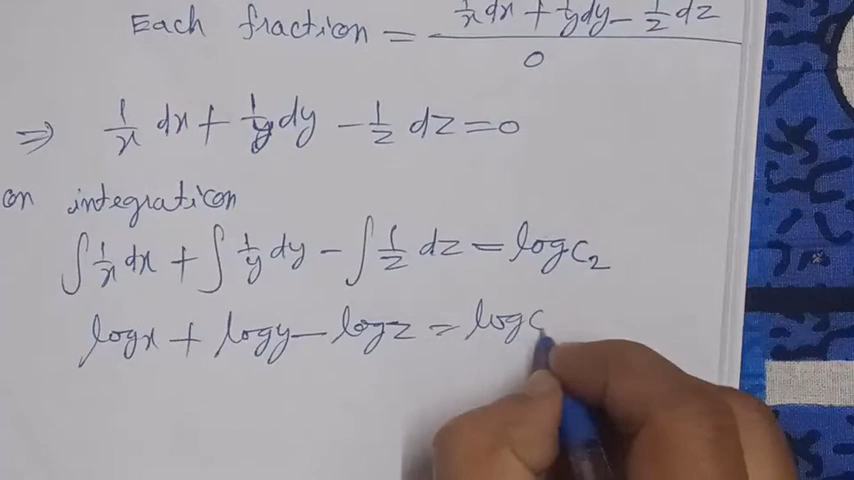 Each fraction = (1/x dx + 1/y dy - 1/z dz)/0
⇒ 1/x dx + 1/y dy - 1/z dz = 0
on integration
∫ 1/x dx + ∫ 1/y dy - ∫ 1/z dz = log c₂
log x + log y - log z = log c